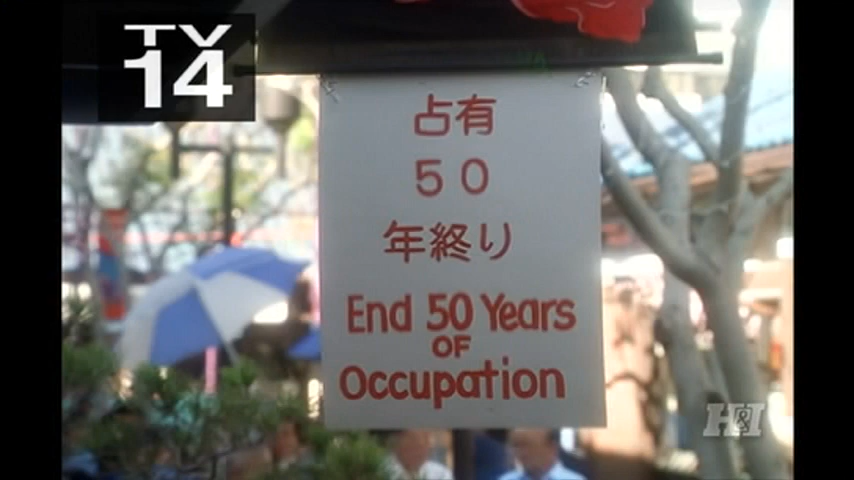 TV
14
占有
50
年終り
End 50 Years
OF
Occupation
H&I